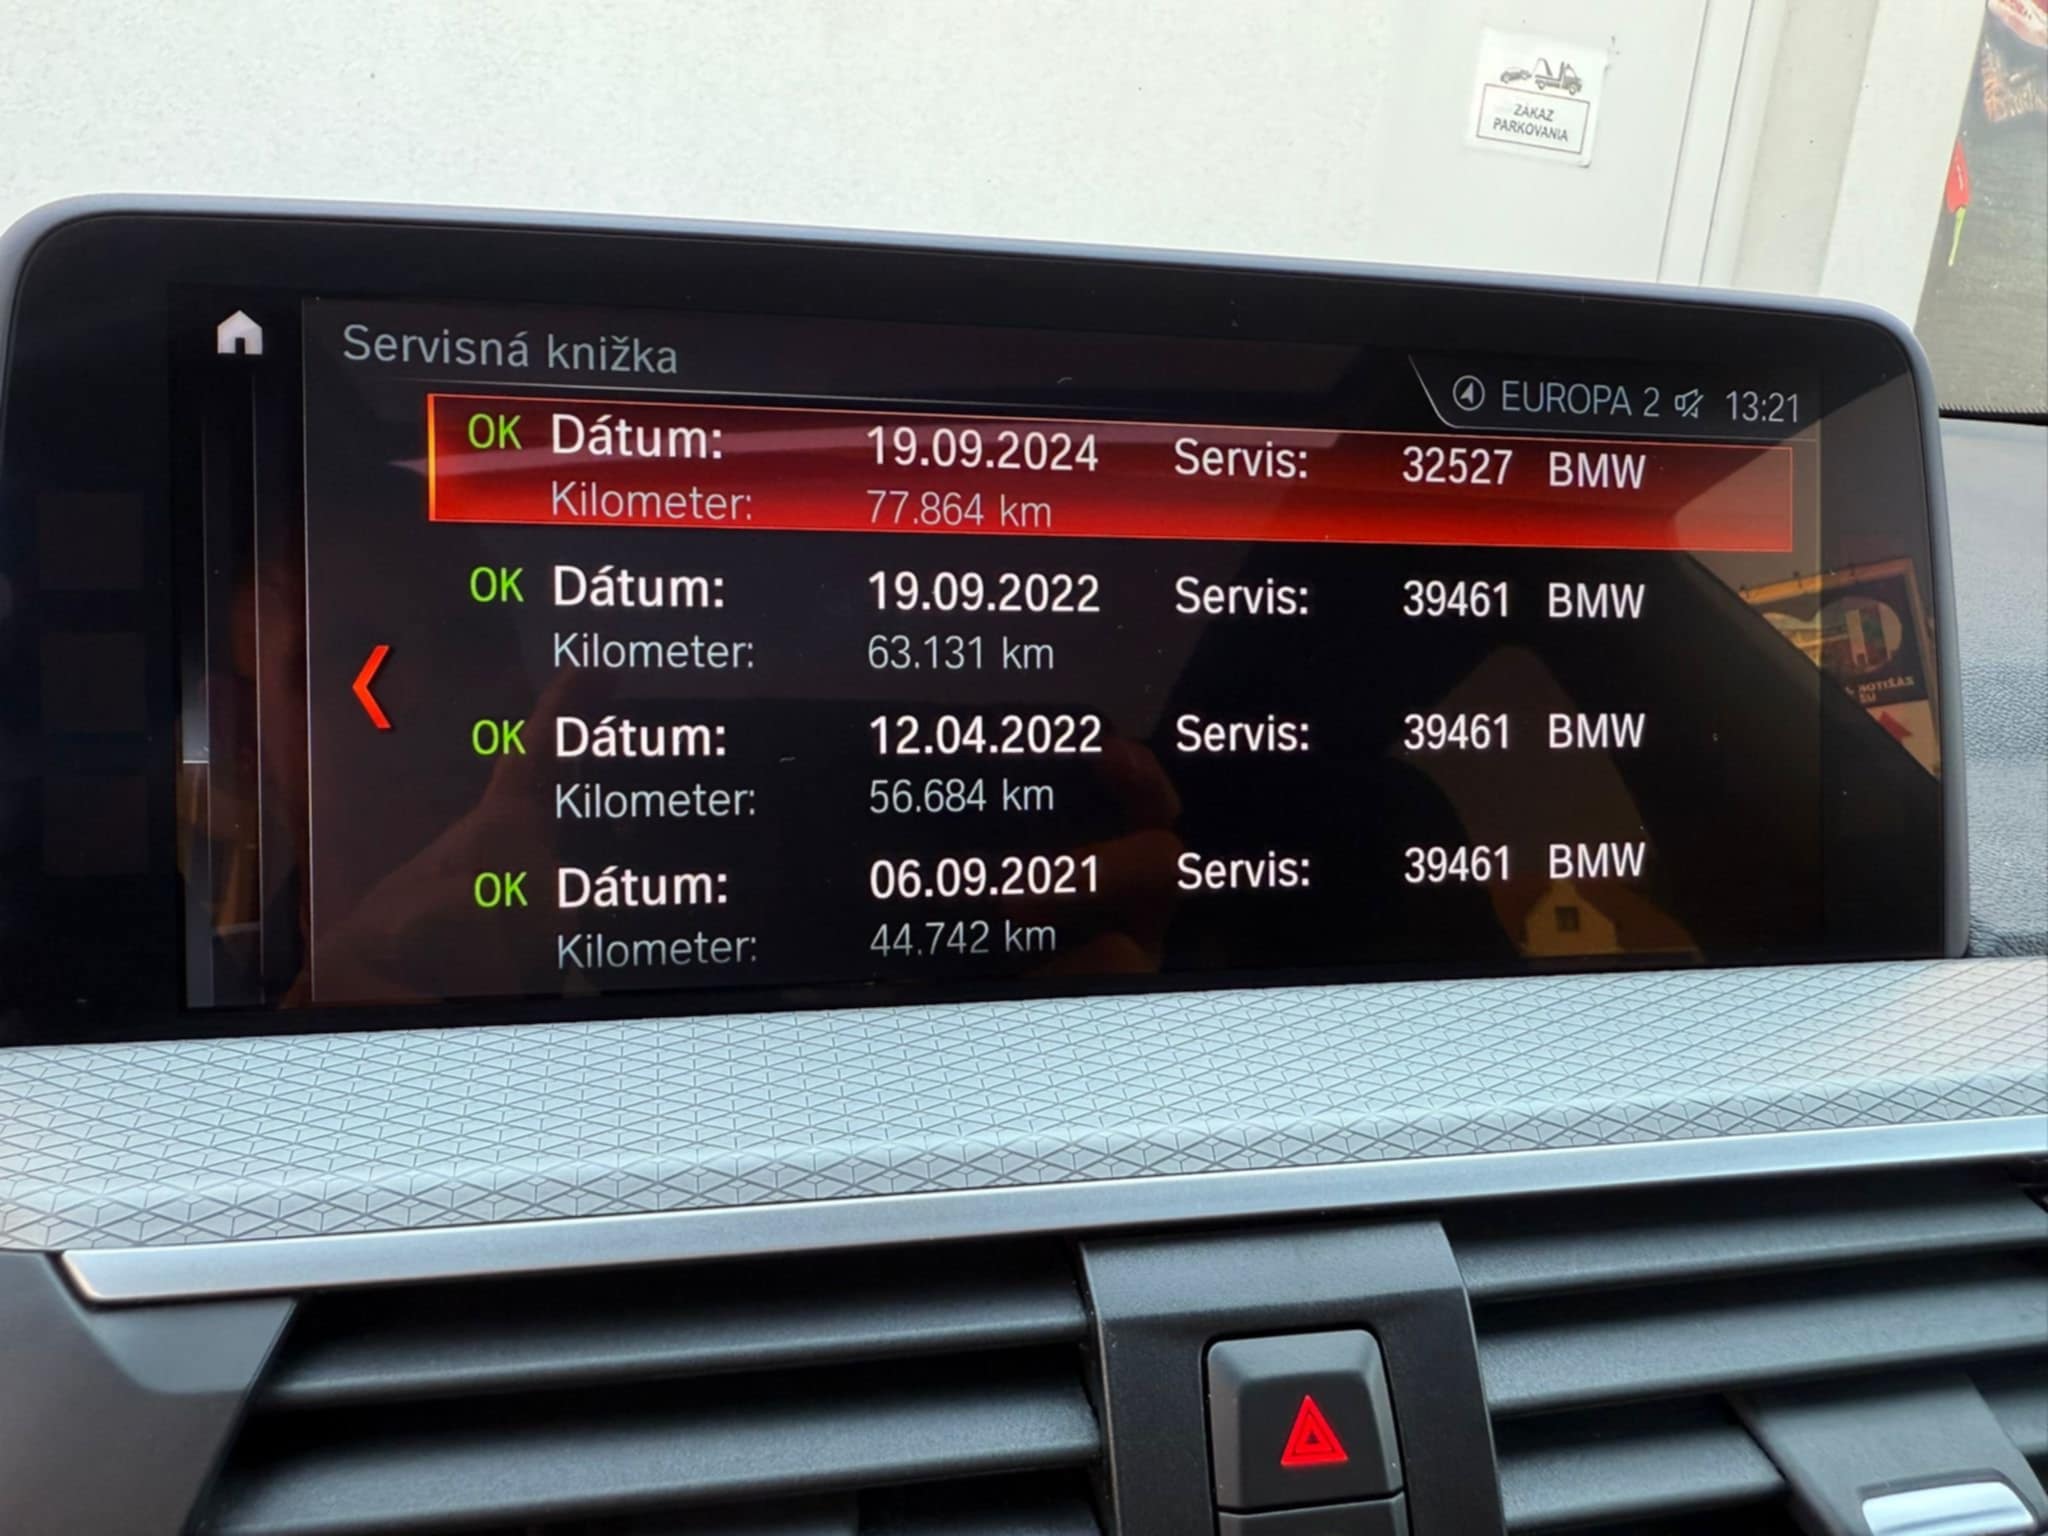 ZÁKAZ
PARKOVANIA
Servisná knižka
EUROPA 2 13:21
OK Dátum: 19.09.2024 Servis: 32527 BMW
Kilometer: 77.864 km
OK Dátum: 19.09.2022 Servis: 39461 BMW
Kilometer: 63.131 km
OK Dátum: 12.04.2022 Servis: 39461 BMW
Kilometer: 56.684 km
OK Dátum: 06.09.2021 Servis: 39461 BMW
Kilometer: 44.742 km